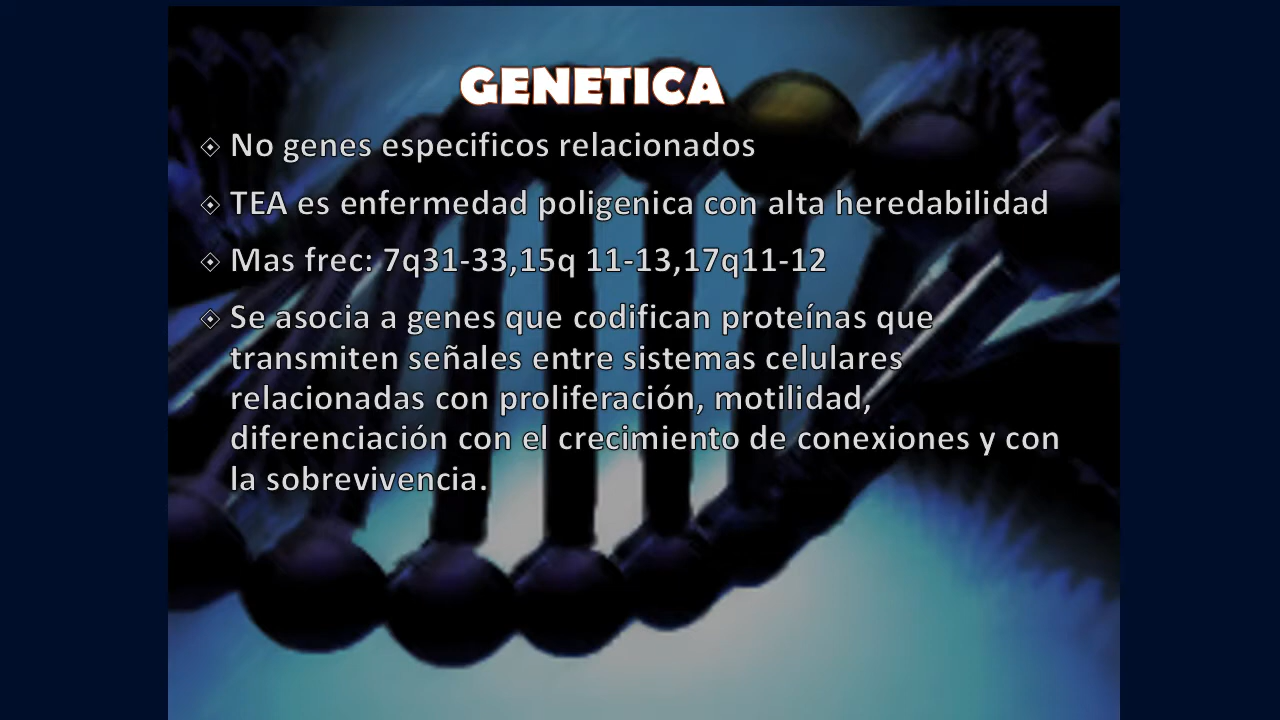 GENETICA
No genes especificos relacionados
TEA es enfermedad poligenica con alta heredabilidad
Mas frec: 7q31-33,15q 11-13,17q11-12
Se asocia a genes que codifican proteínas que
transmiten señales entre sistemas celulares
relacionadas con proliferación, motilidad,
diferenciación con el crecimiento de conexiones y con
la sobrevivencia.